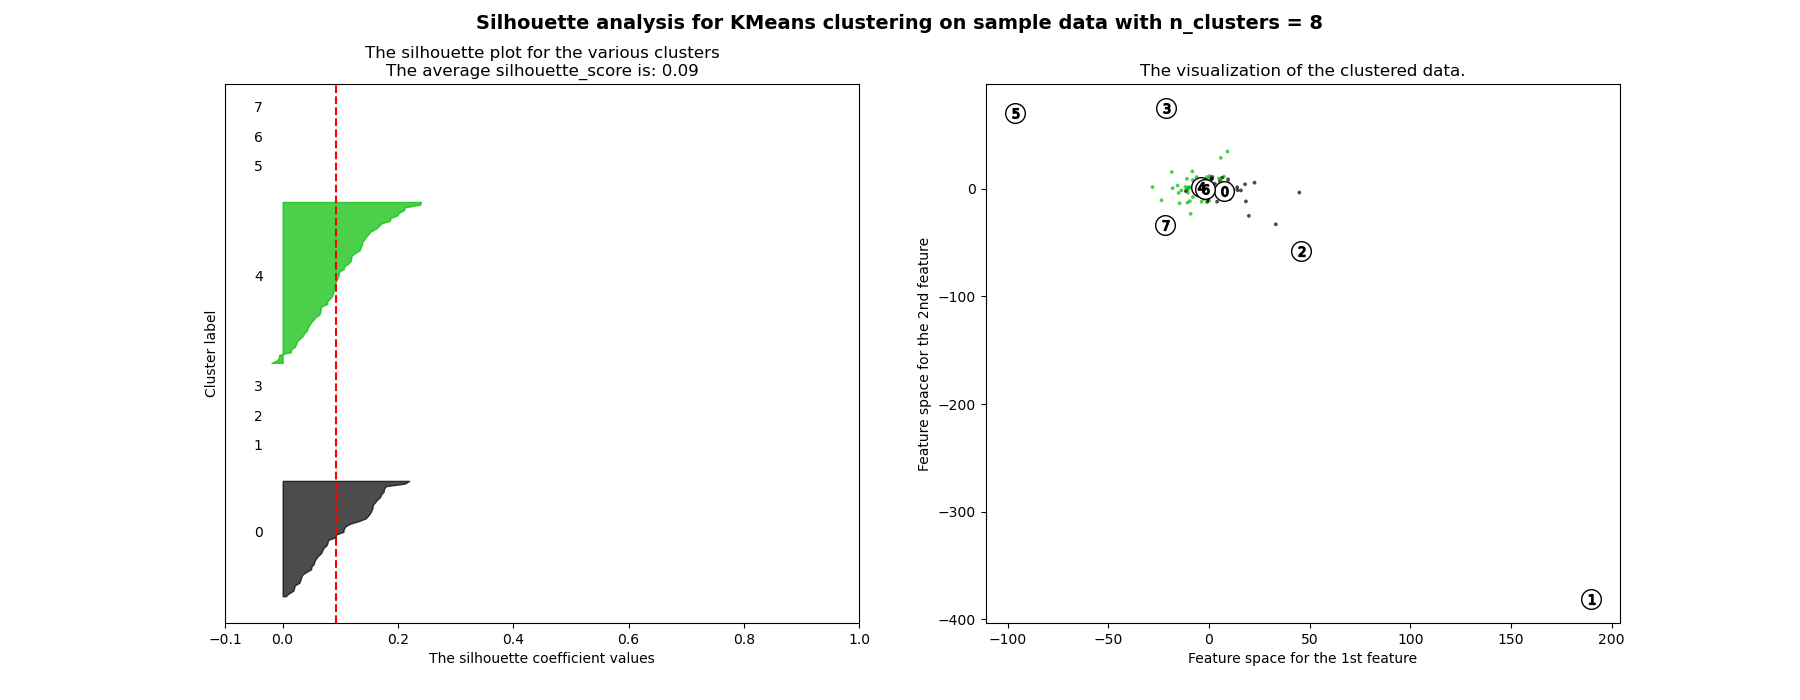 Silhouette analysis for KMeans clustering on sample data with n_clusters = 8
The silhouette plot for the various clusters
The average silhouette_score is: 0.09
7
6
5
4
3
2
1
0
Cluster label
−0.1 0.0 0.2 0.4 0.6 0.8 1.0
The silhouette coefficient values
The visualization of the clustered data.
5 3
4 6 0
7
2
1
0
−100
−200
−300
−400
Feature space for the 2nd feature
−100 −50 0 50 100 150 200
Feature space for the 1st feature